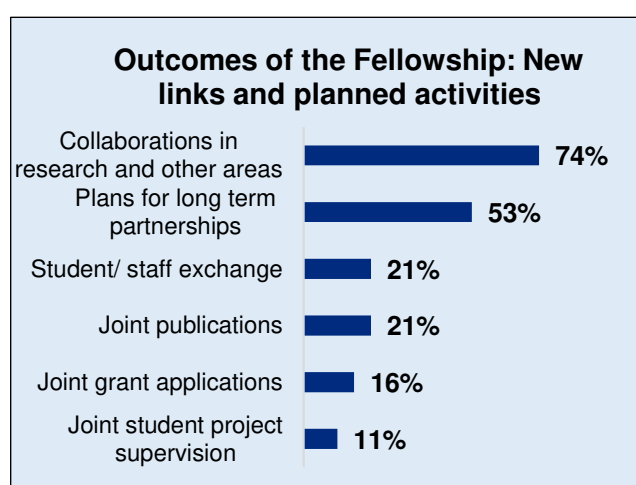 Outcomes of the Fellowship: New
links and planned activities
Collaborations in
research and other areas
74%
Plans for long term
partnerships
53%
Student/ staff exchange
21%
Joint publications
21%
Joint grant applications
16%
Joint student project
supervision
11%